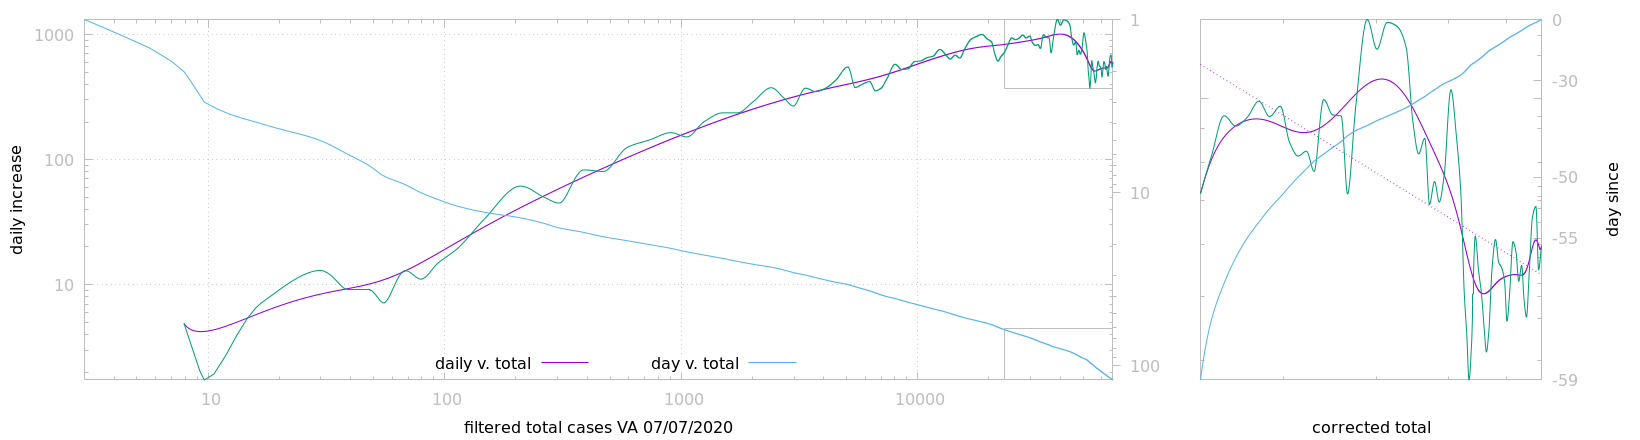 1000
100
10
daily increase
10
100
1000
10000
filtered total cases VA 07/07/2020
daily v. total
day v. total
1
10
100
0
-30
-50
-55
-59
day since
corrected total